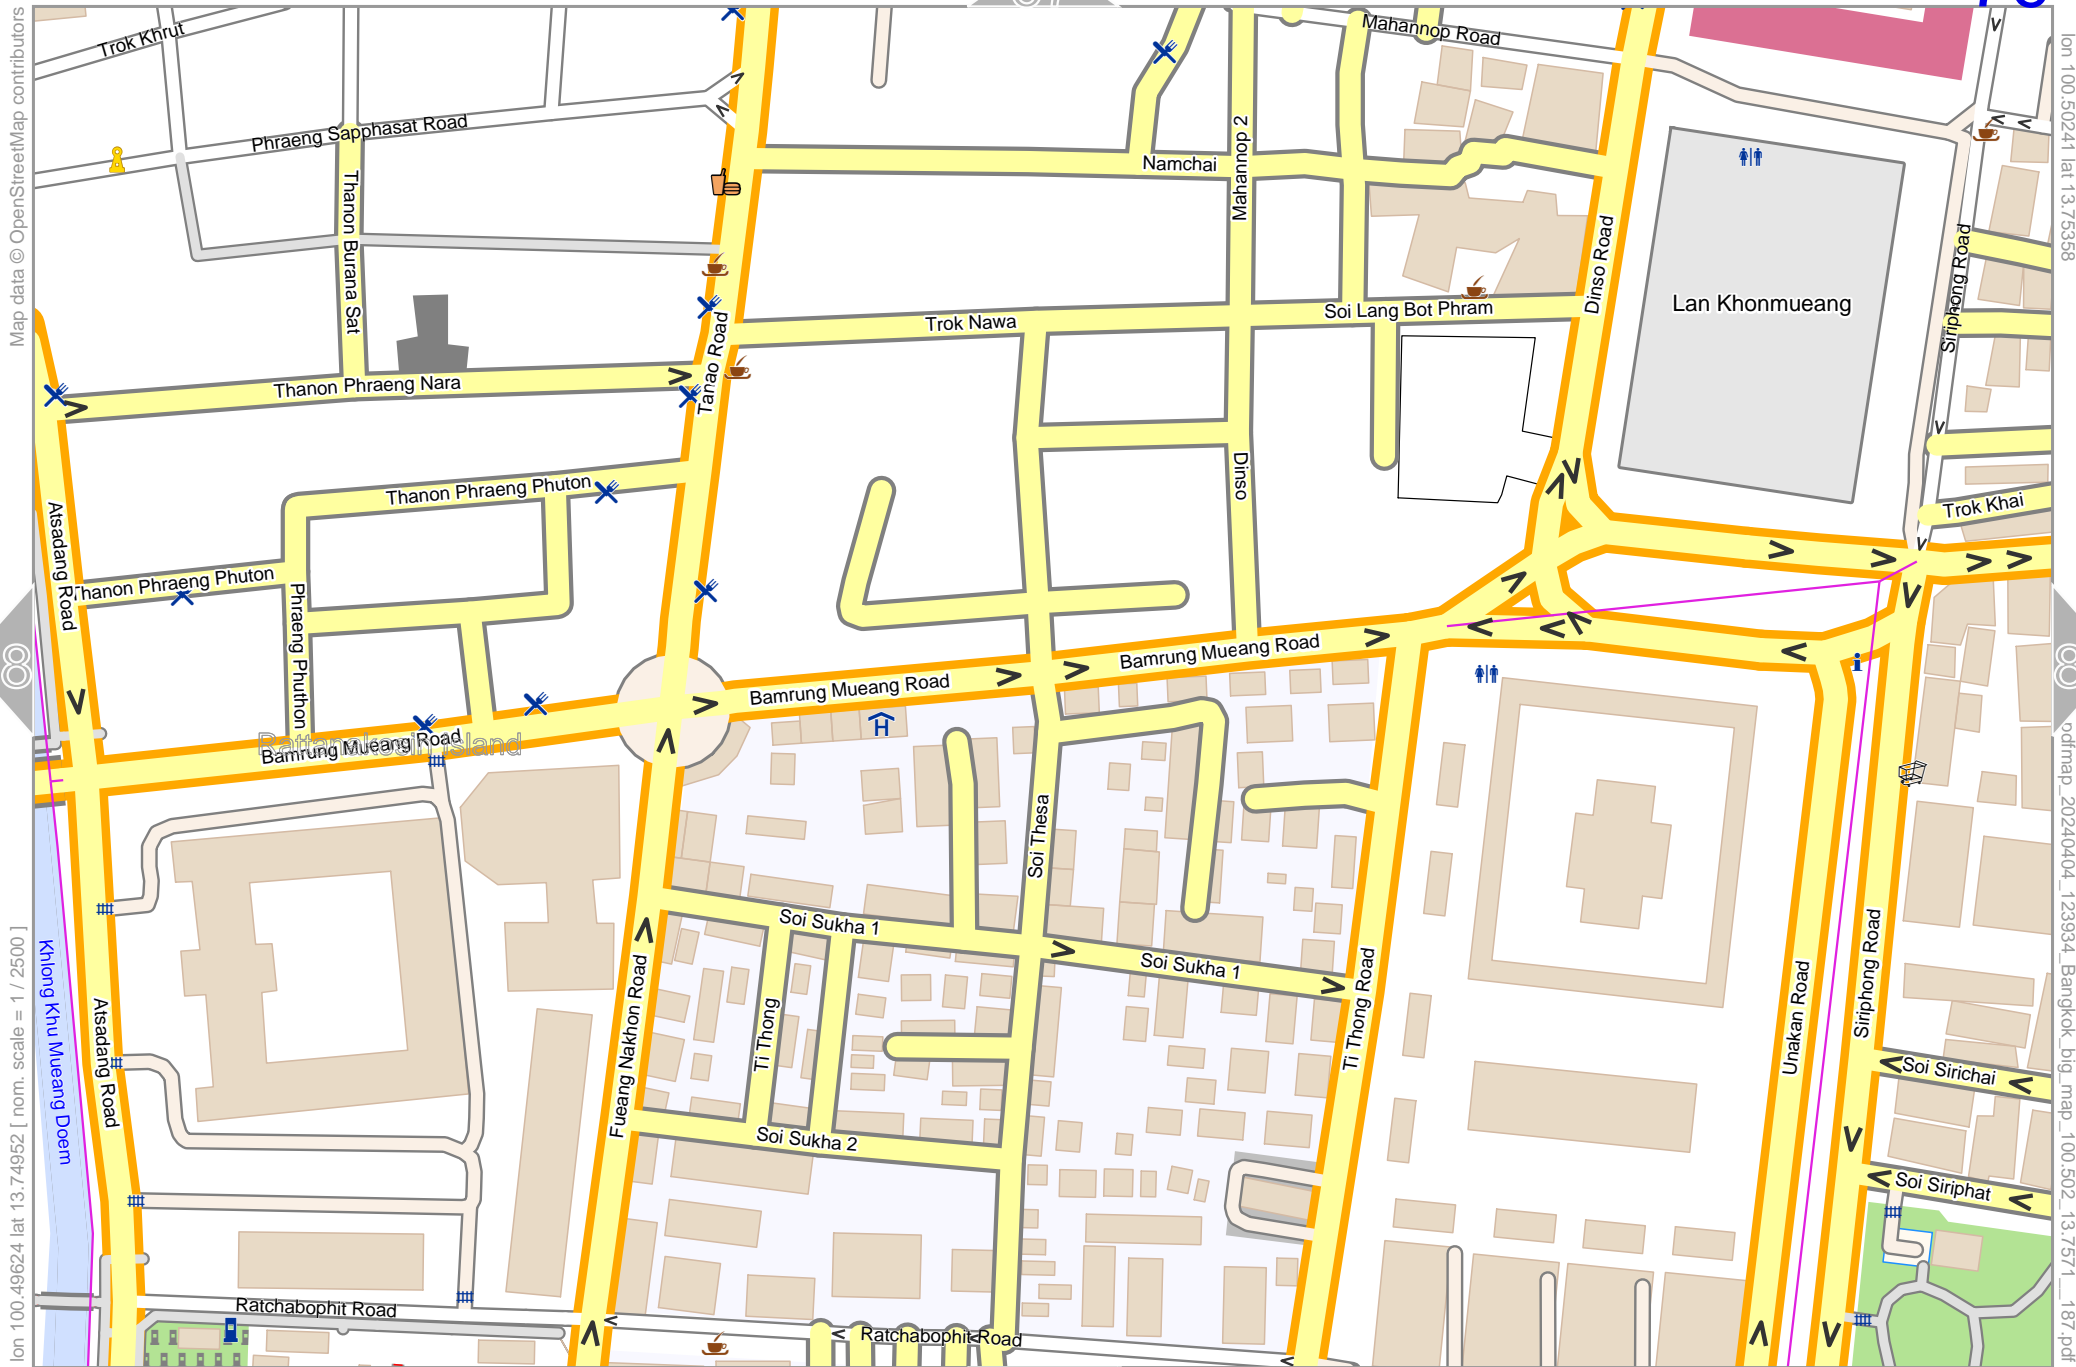 Map data © OpenStreetMap contributors
lon 100.49624 lat 13.74952 [ nom. scale = 1 / 2500 ]
lon 100.50241 lat 13.75358
pdfmap_20240404_123934_Bangkok_big_map_100.502_13.7571__187.pdf
8
8
Trok Khrut
Mahannop Road
Phraeng Sapphasat Road
Thanon Burana Sat
Namchai
Mahannop 2
Dinso Road
Lan Khonmueang
Siriphong Road
Siriphong Road
Trok Nawa
Soi Lang Bot Phram
Tanao Road
Thanon Phraeng Nara
Dinso
Thanon Phraeng Phuton
Trok Khai
Atsadang Road
Thanon Phraeng Phuton
Phraeng Phuthon
Bamrung Mueang Road
Bamrung Mueang Road
Bamrung Mueang Road
Rattanakosin Island
H
i
Soi Thesa
Soi Sukha 1
Soi Sukha 1
Khlong Khu Mueang Doem
Atsadang Road
Fueang Nakhon Road
Ti Thong
Ti Thong Road
Unakan Road
Siriphong Road
Soi Sirichai
Soi Sukha 2
Soi Siriphat
Ratchabophit Road
Ratchabophit Road